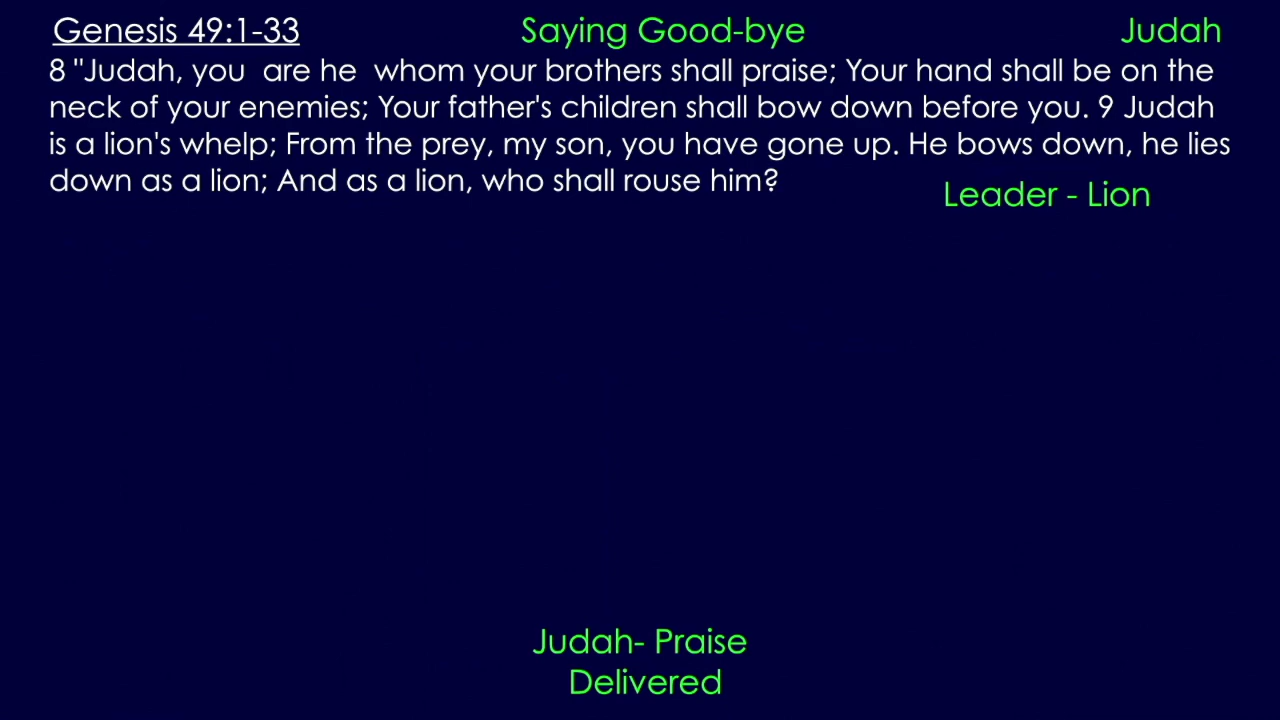 Genesis 49:1-33 Saying Good-bye Judah
8 "Judah, you are he whom your brothers shall praise; Your hand shall be on the
neck of your enemies; Your father's children shall bow down before you. 9 Judah
is a lion's whelp; From the prey, my son, you have gone up. He bows down, he lies
down as a lion; And as a lion, who shall rouse him?
Leader - Lion
Judah- Praise
Delivered